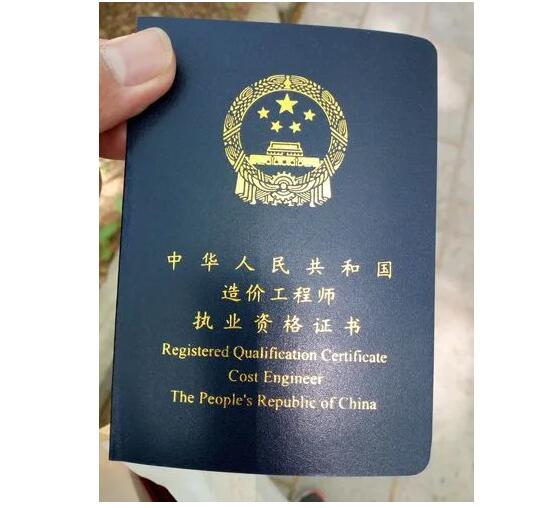 中华人民共和国
造价工程师
执业资格证书
Registered Qualification Certificate
Cost Engineer
The People's Republic of China